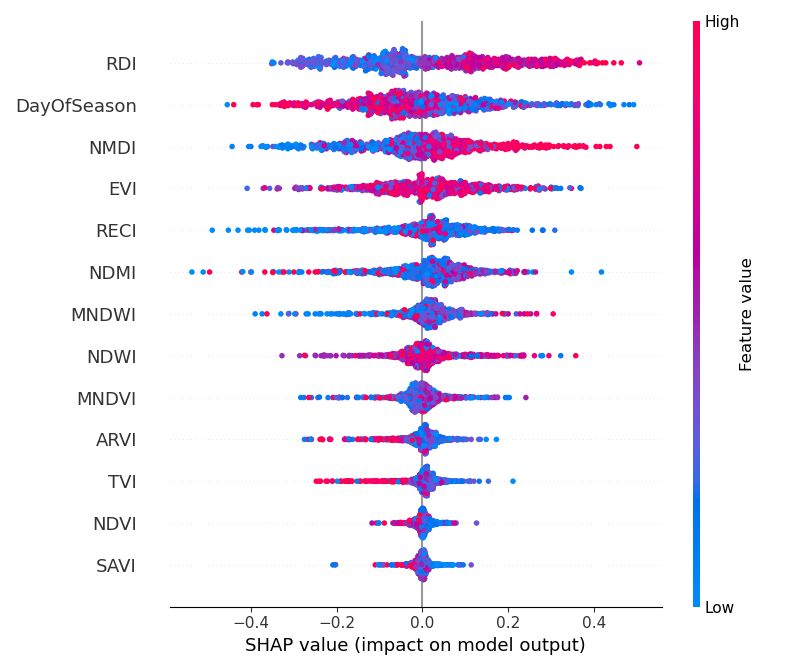 High
RDI
DayOfSeason
NMDI
EVI
RECI
NDMI
MNDWI
NDWI
MNDVI
ARVI
TVI
NDVI
SAVI
Feature value
Low
−0.4 −0.2 0.0 0.2 0.4
SHAP value (impact on model output)